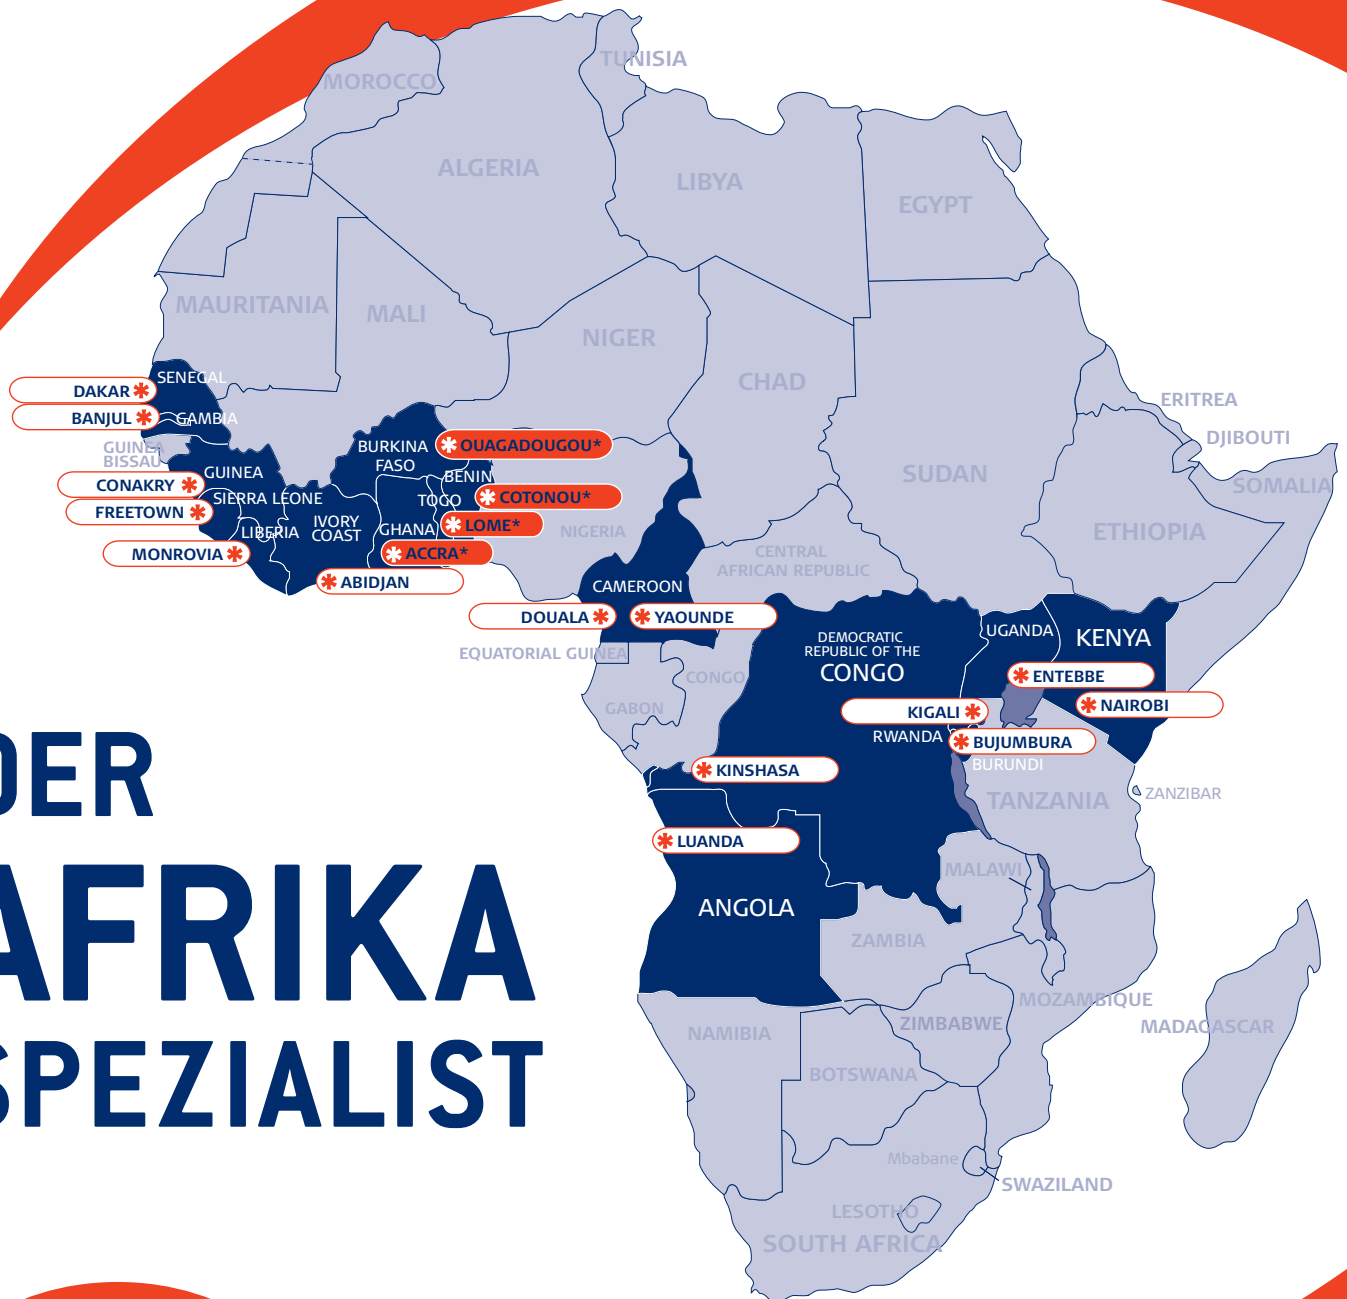 TUNISIA
MOROCCO
ALGERIA
LIBYA
EGYPT
MAURITANIA
MALI
NIGER
CHAD
SENEGAL
DAKAR
BANJUL
GAMBIA
ERITREA
DJIBOUTI
GUINEA
BISSAU
BURKINA
FASO
OUAGADOUGOU*
SUDAN
SOMALIA
GUINEA
CONAKRY
BENIN
SIERRA LEONE
TOGO
COTONOU*
FREETOWN
IVORY
COAST
LIBERIA
GHANA
LOME*
NIGERIA
ETHIOPIA
MONROVIA
ACCRA*
CENTRAL
AFRICAN REPUBLIC
ABIDJAN
CAMEROON
DOUALA
YAOUNDE
DEMOCRATIC
REPUBLIC OF THE
CONGO
UGANDA
KENYA
EQUATORIAL GUINEA
CONGO
ENTEBBE
GABON
KIGALI
NAIROBI
RWANDA
BUJUMBURA
BURUNDI
KINSHASA
TANZANIA
ZANZIBAR
LUANDA
MALAWI
ANGOLA
ZAMBIA
MOZAMBIQUE
ZIMBABWE
MADAGASCAR
NAMIBIA
BOTSWANA
Mbabane
SWAZILAND
LESOTHO
SOUTH AFRICA
DER
AFRIKA
SPEZIALIST